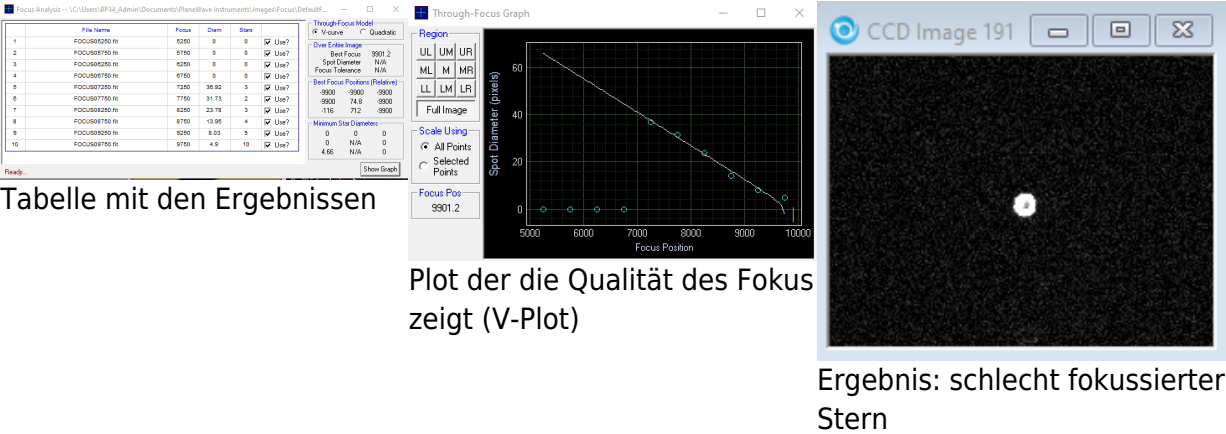 Focus Analysis -- \C:\Users\BP34_Admin\Documents\PlaneWave Instruments\Images\Focus\DefaultF...
File Name Focus Diam Stars
1 FOCUS05250.fit 5250 0 0 Use?
2 FOCUS05750.fit 5750 0 0 Use?
3 FOCUS06250.fit 6250 0 0 Use?
4 FOCUS06750.fit 6750 0 0 Use?
5 FOCUS07250.fit 7250 36.92 3 Use?
6 FOCUS07750.fit 7750 31.73 2 Use?
7 FOCUS08250.fit 8250 23.78 3 Use?
8 FOCUS08750.fit 8750 13.95 4 Use?
9 FOCUS09250.fit 9250 8.03 5 Use?
10 FOCUS09750.fit 9750 4.9 10 Use?
Ready...
Through-Focus Model
V-curve Quadratic
Over Entire Image
Best Focus 9901.2
Spot Diameter N/A
Focus Tolerance N/A
Best Focus Positions (Relative)
-9900 -9900 -9900
-9900 74.8 -9900
-116 712 -9900
Minimum Star Diameters
0 0 0
0 N/A 0
4.66 N/A 0
Show Graph
Tabelle mit den Ergebnissen
Through-Focus Graph
Region
UL UM UR
ML M MR
LL LM LR
Full Image
Scale Using
All Points
Selected
Points
Focus Pos
9901.2
Spot Diameter (pixels)
60
40
20
0
5000 6000 7000 8000 9000 10000
Focus Position
Plot der die Qualität des Fokus
zeigt (V-Plot)
CCD Image 191
Ergebnis: schlecht fokussierter
Stern